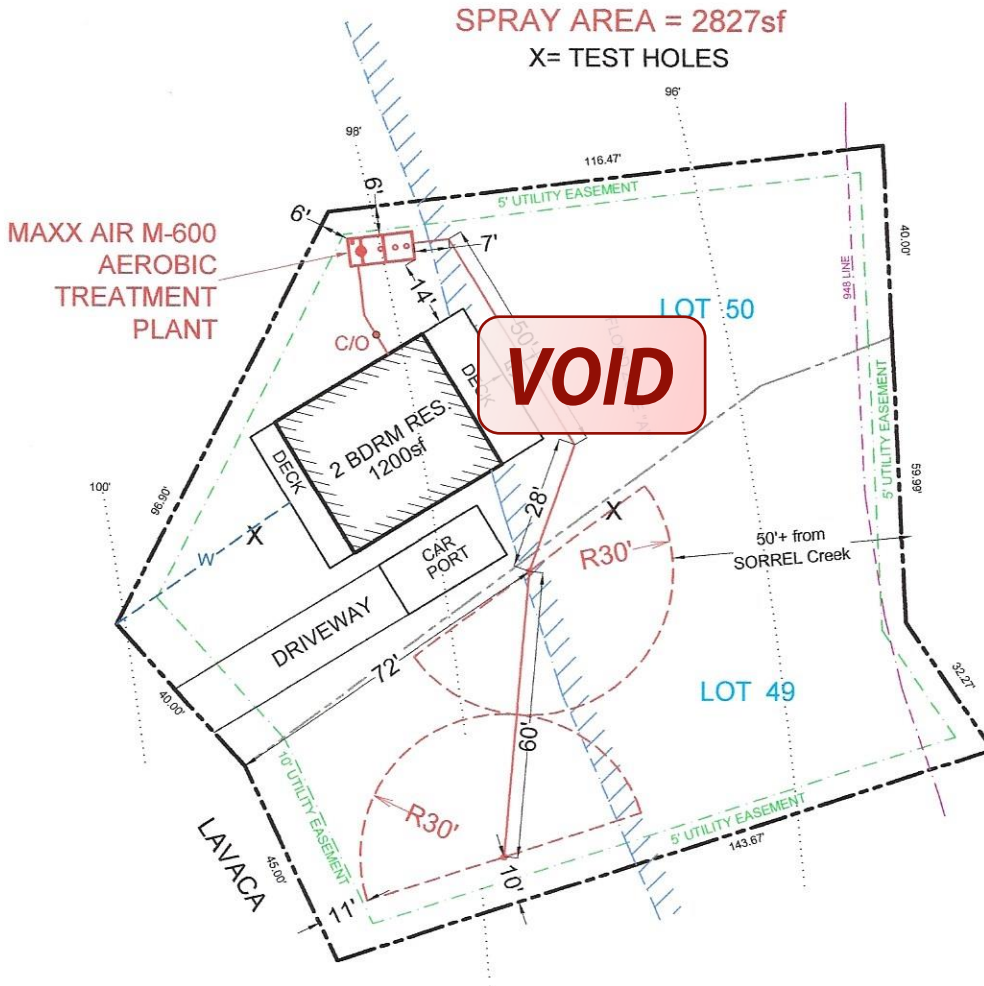 SPRAY AREA = 2827sf
X= TEST HOLES
96'
98'
116.47'
5' UTILITY EASEMENT
6'
6'
MAXX AIR M-600
AEROBIC
TREATMENT
PLANT
7'
14'
40.00'
948 LINE
LOT 50
C/O
50'
VOID
DECK
2 BDRM RES.
1200sf
DECK
5' UTILITY EASEMENT
59.99'
100'
96.90'
W
X
28'
X
R30'
50'+ from
SORREL Creek
CAR
PORT
DRIVEWAY
72'
40.00'
LOT 49
32.27'
60'
10' UTILITY EASEMENT
R30'
5' UTILITY EASEMENT
143.67'
LAVACA
45.00'
11'
10'